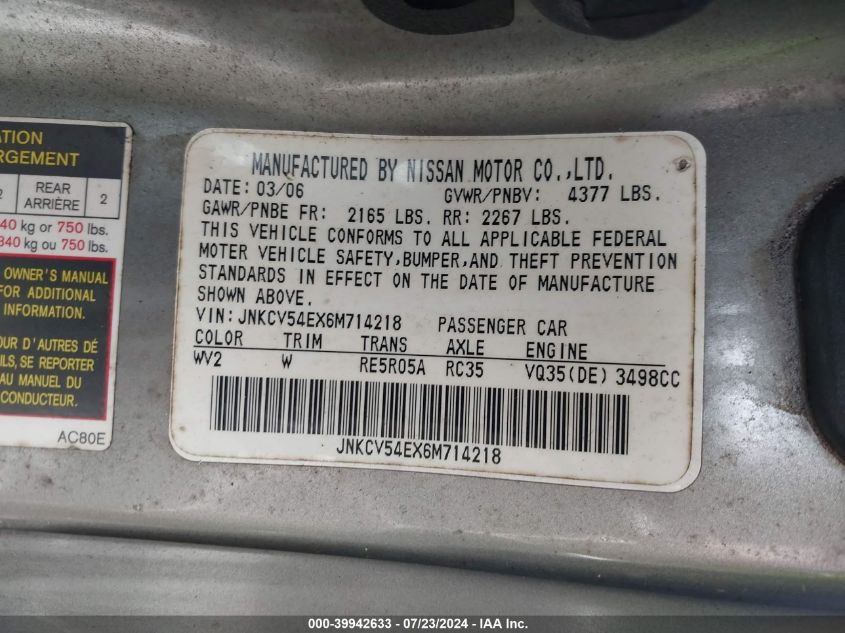 ATION
RGEMENT
2 REAR ARRIÈRE 2
40 kg or 750 lbs.
340 kg ou 750 lbs.
OWNER'S MANUAL
FOR ADDITIONAL
INFORMATION.
OUR D'AUTRES DÉ
ILS, SE REPORTER
AU MANUEL DU
CONDUCTEUR.
AC80E
MANUFACTURED BY NISSAN MOTOR CO.,LTD.
DATE: 03/06 GVWR/PNBV: 4377 LBS.
GAWR/PNBE FR: 2165 LBS. RR: 2267 LBS.
THIS VEHICLE CONFORMS TO ALL APPLICABLE FEDERAL
MOTER VEHICLE SAFETY,BUMPER,AND THEFT PREVENTION
STANDARDS IN EFFECT ON THE DATE OF MANUFACTURE
SHOWN ABOVE.
VIN:JNKCV54EX6M714218 PASSENGER CAR
COLOR TRIM TRANS AXLE ENGINE
WV2 W RE5R05A RC35 VQ35(DE) 3498CC
JNKCV54EX6M714218
000-39942633 - 07/23/2024 - IAA Inc.